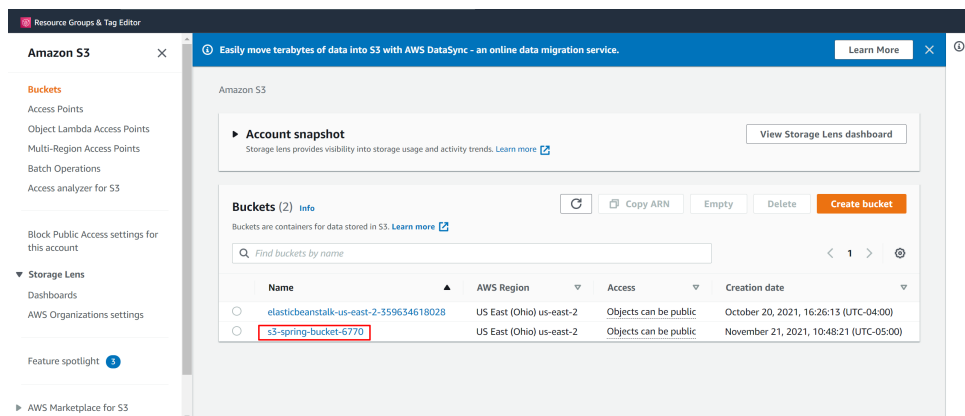 Resource Groups & Tag Editor
Amazon S3
Buckets
Access Points
Object Lambda Access Points
Multi-Region Access Points
Batch Operations
Access analyzer for S3
Block Public Access settings for
this account
Storage Lens
Dashboards
AWS Organizations settings
Feature spotlight 3
AWS Marketplace for S3
Easily move terabytes of data into S3 with AWS DataSync - an online data migration service. Learn More
Amazon S3
Account snapshot View Storage Lens dashboard
Storage lens provides visibility into storage usage and activity trends. Learn more
Buckets (2) Info Copy ARN Empty Delete Create bucket
Buckets are containers for data stored in S3. Learn more
Find buckets by name 1
Name AWS Region Access Creation date
elasticbeanstalk-us-east-2-359634618028 US East (Ohio) us-east-2 Objects can be public October 20, 2021, 16:26:13 (UTC-04:00)
s3-spring-bucket-6770 US East (Ohio) us-east-2 Objects can be public November 21, 2021, 10:48:21 (UTC-05:00)